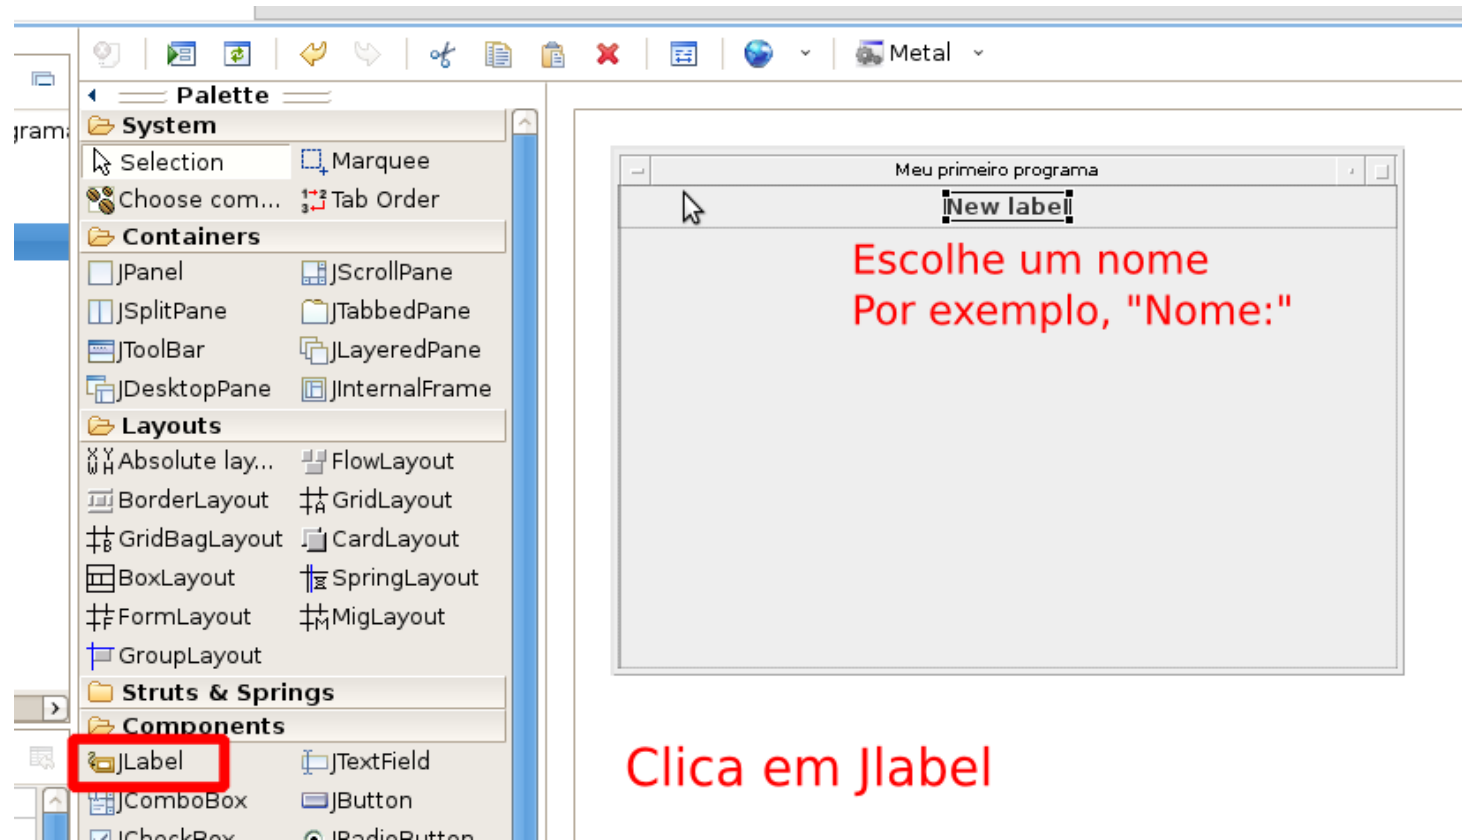 Metal
Palette
System
Selection
Marquee
Choose com...
Tab Order
Containers
JPanel
JScrollPane
JSplitPane
JTabbedPane
JToolBar
JLayeredPane
JDesktopPane
JInternalFrame
Layouts
Absolute lay...
FlowLayout
BorderLayout
GridLayout
GridBagLayout
CardLayout
BoxLayout
SpringLayout
FormLayout
MigLayout
GroupLayout
Struts & Springs
Components
JLabel
JTextField
JComboBox
JButton
JCheckBox
JRadioButton
Meu primeiro programa
New label
Escolhe um nome
Por exemplo, "Nome:"
Clica em Jlabel